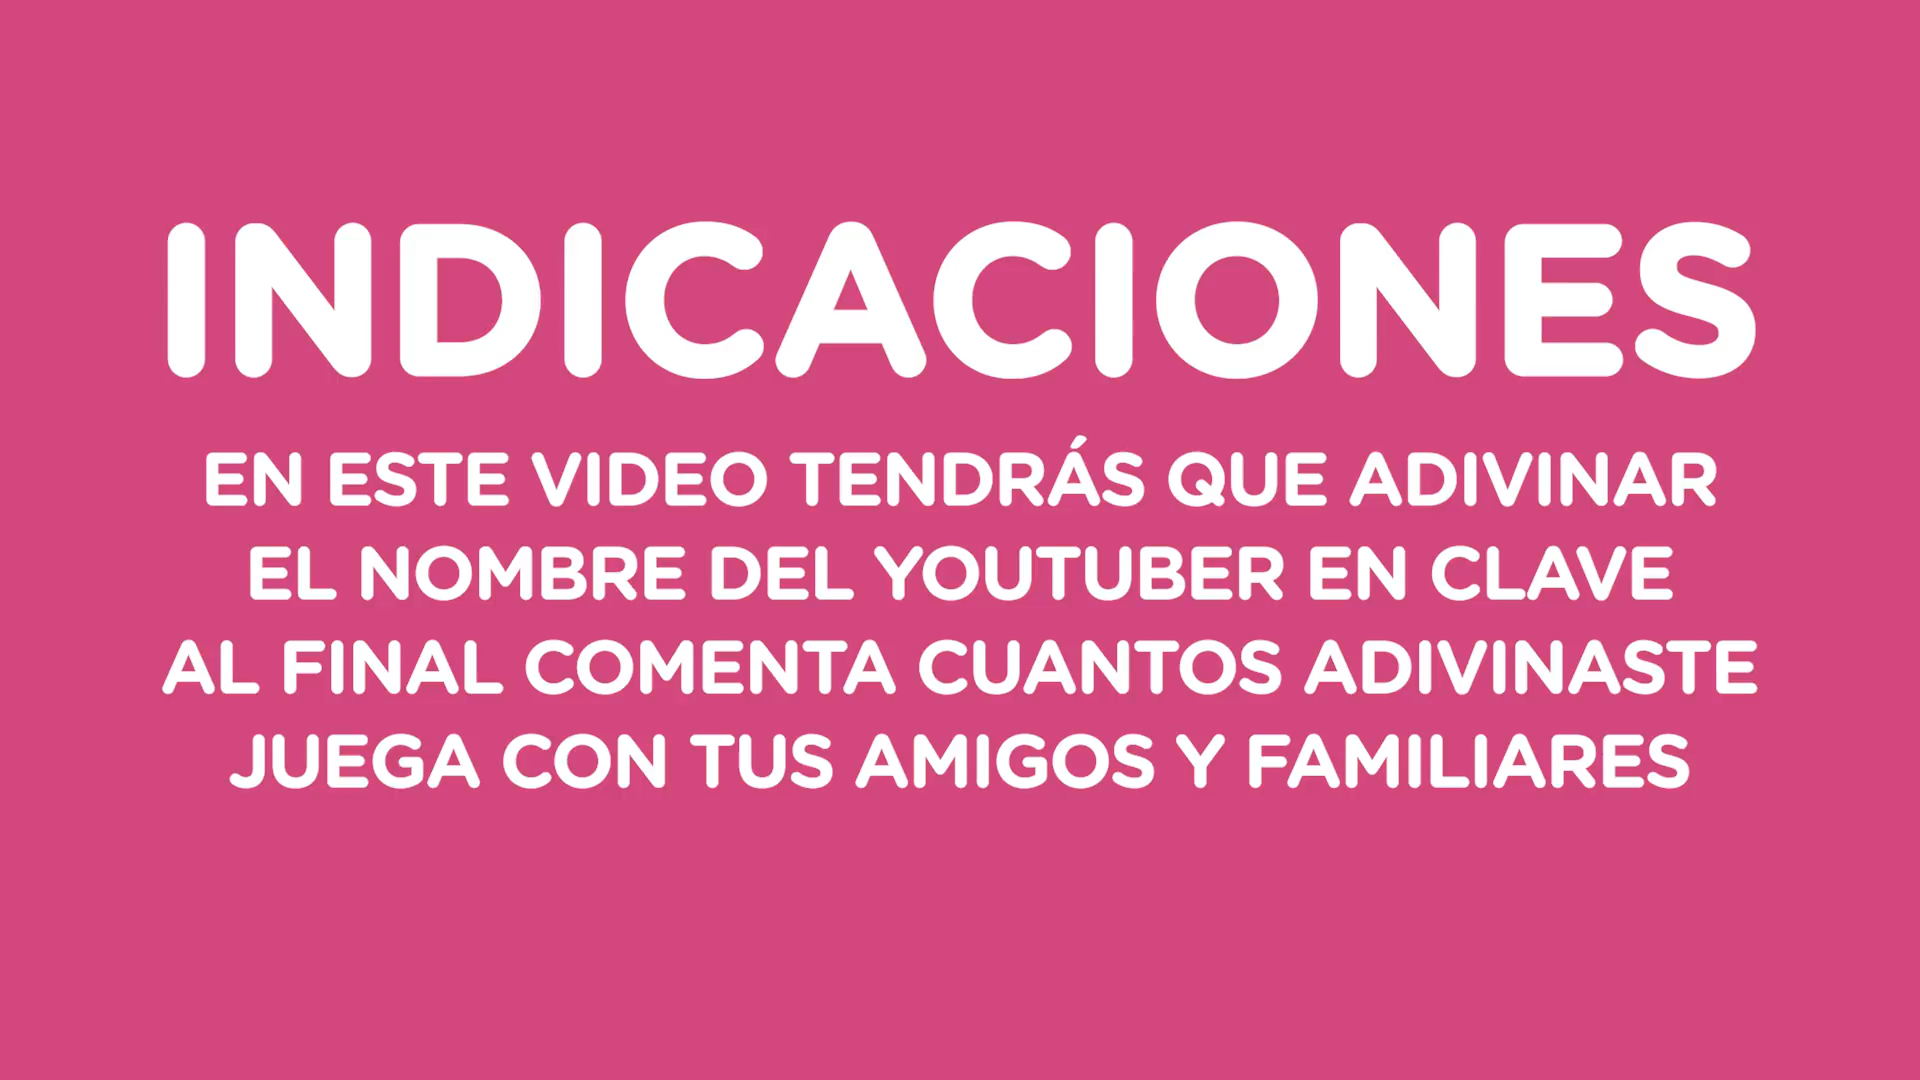 INDICACIONES
EN ESTE VIDEO TENDRÁS QUE ADIVINAR
EL NOMBRE DEL YOUTUBER EN CLAVE
AL FINAL COMENTA CUANTOS ADIVINASTE
JUEGA CON TUS AMIGOS Y FAMILIARES